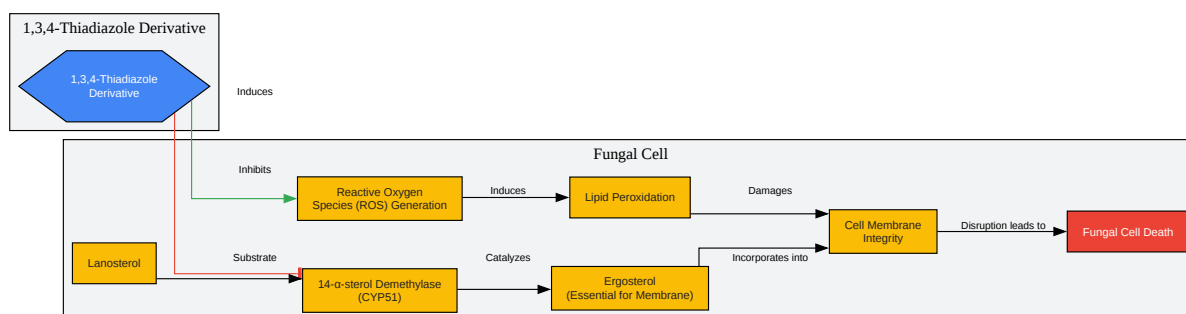 1,3,4-Thiadiazole Derivative
1,3,4-Thiadiazole
Derivative
Induces
Fungal Cell
Inhibits
Reactive Oxygen
Species (ROS) Generation
Induces
Lipid Peroxidation
Damages
Cell Membrane
Integrity
Disruption leads to
Fungal Cell Death
Lanosterol
Substrate
14-α-sterol Demethylase
(CYP51)
Catalyzes
Ergosterol
(Essential for Membrane)
Incorporates into